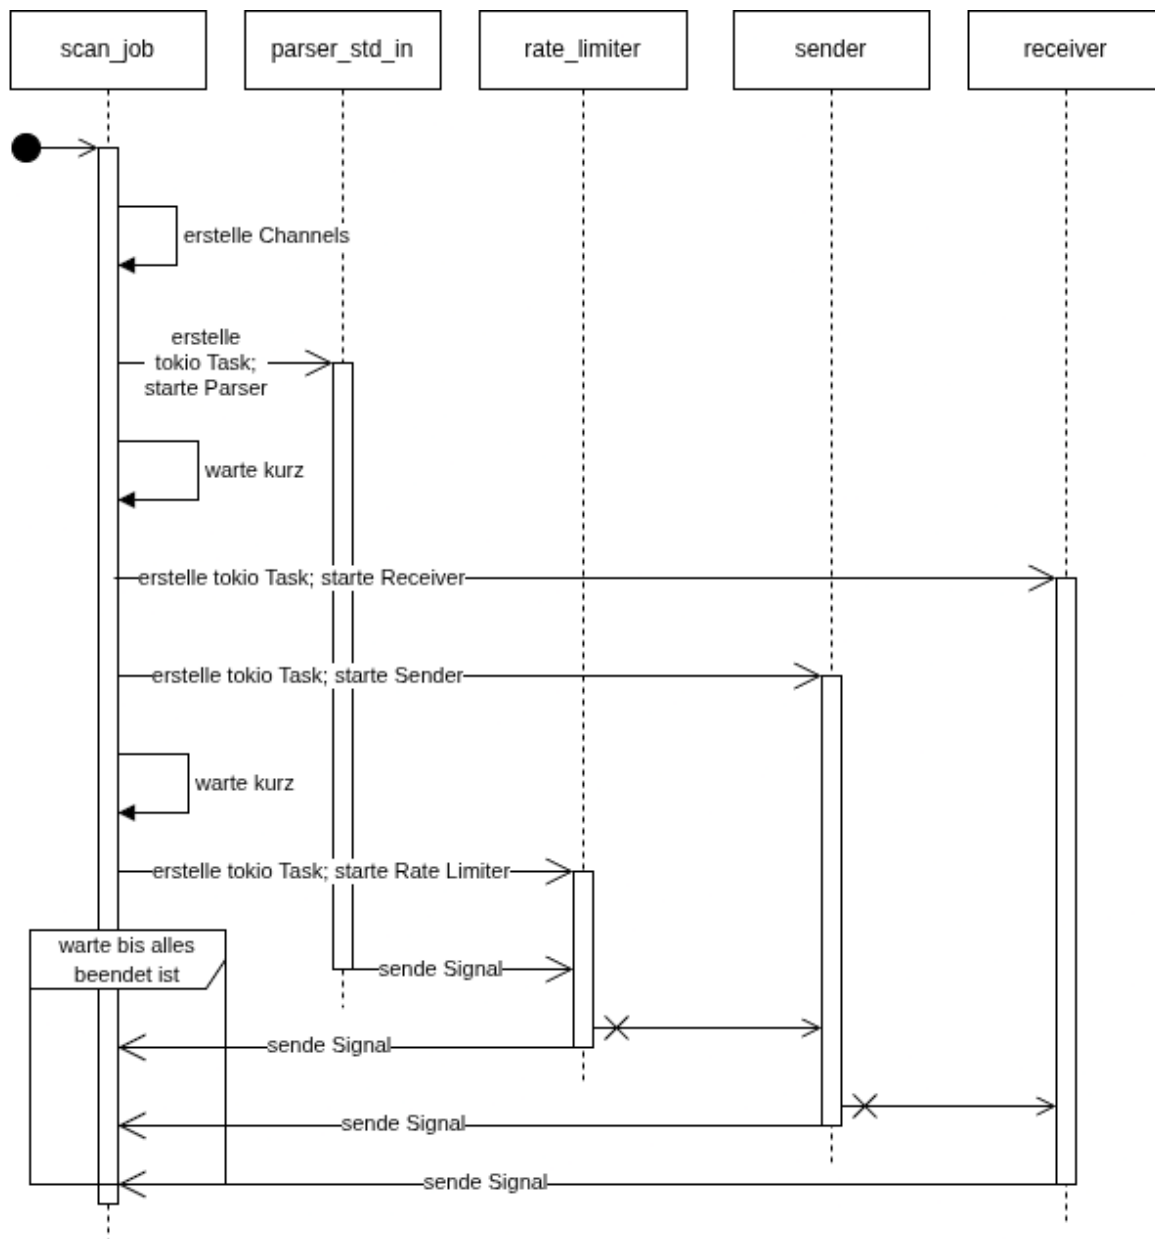 scan_job
parser_std_in
rate_limiter
sender
receiver
erstelle Channels
erstelle
tokio Task;
starte Parser
warte kurz
erstelle tokio Task; starte Receiver
erstelle tokio Task; starte Sender
warte kurz
erstelle tokio Task; starte Rate Limiter
warte bis alles
beendet ist
sende Signal
sende Signal
sende Signal
sende Signal